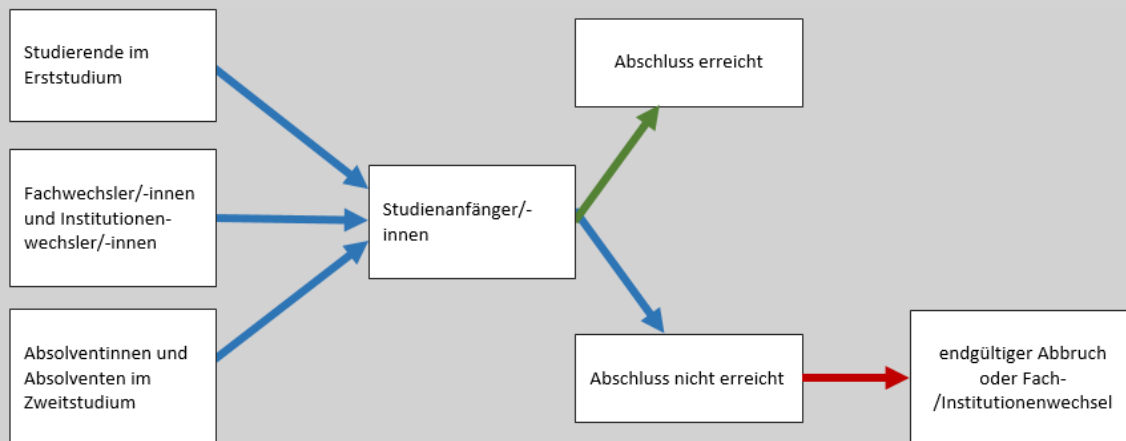 Studierende im
Erststudium
Fachwechsler/-innen
und Institutionen-
wechsler/-innen
Absolventinnen und
Absolventen im
Zweitstudium
Studienanfänger/-
innen
Abschluss erreicht
Abschluss nicht erreicht
endgültiger Abbruch
oder Fach-
/Institutionenwechsel